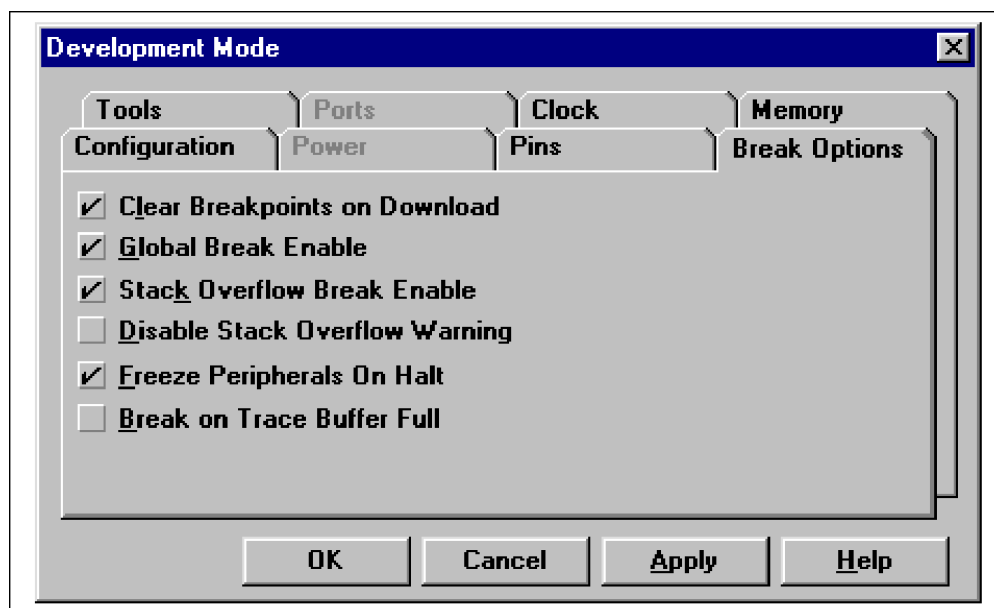 Development Mode
Tools Ports Clock Memory
Configuration Power Pins Break Options
Clear Breakpoints on Download
Global Break Enable
Stack Overflow Break Enable
Disable Stack Overflow Warning
Freeze Peripherals On Halt
Break on Trace Buffer Full
OK Cancel Apply Help